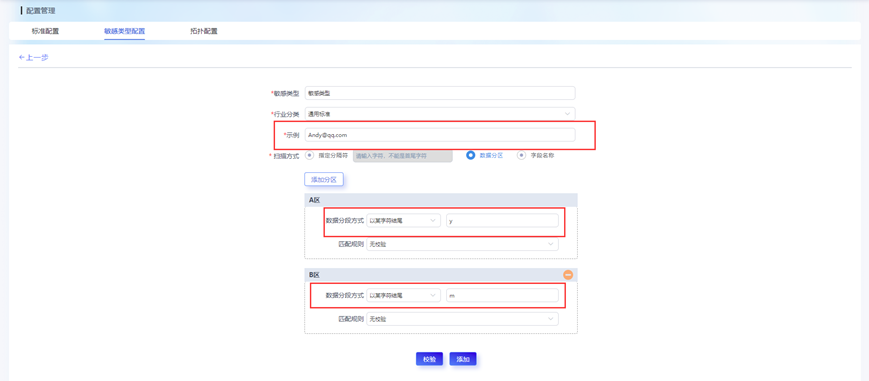 配置管理
标准配置 敏感类型配置 拓扑配置
←上一步
*敏感类型 敏感类型
*行业分类 通用标准
*示例 Andy@qq.com
* 扫描方式 指定分隔符 请输入字符，不能是首尾字符 数据分区 字段名称
添加分区
A区
数据分段方式 以某字符结尾 y
匹配规则 无校验
B区
数据分段方式 以某字符结尾 m
匹配规则 无校验
校验 添加